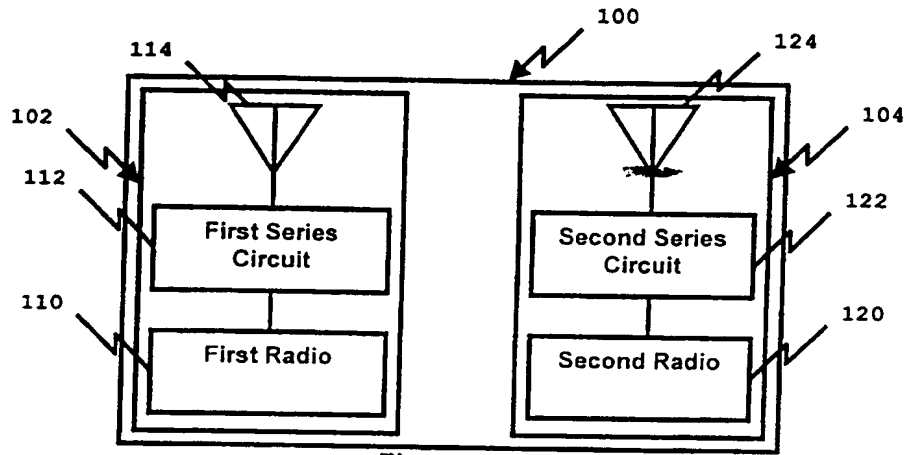 100
114
124
102
104
112
First Series
Circuit
Second Series
Circuit
122
110
First Radio
Second Radio
120